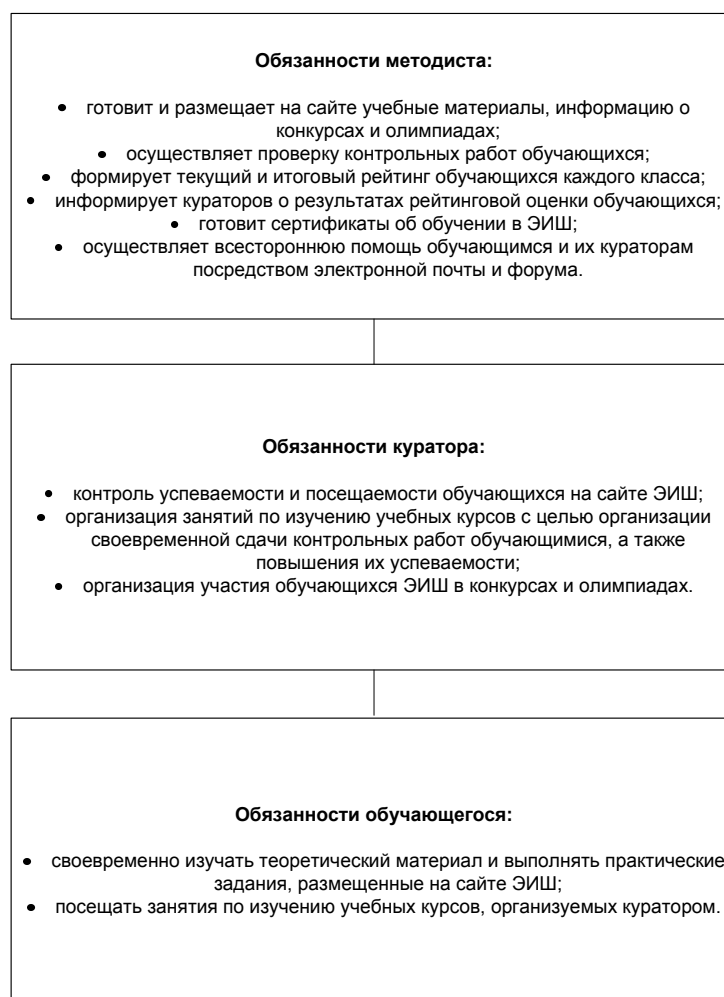 Обязанности методиста:
• готовит и размещает на сайте учебные материалы, информацию о
конкурсах и олимпиадах;
• осуществляет проверку контрольных работ обучающихся;
• формирует текущий и итоговый рейтинг обучающихся каждого класса;
• информирует кураторов о результатах рейтинговой оценки обучающихся;
• готовит сертификаты об обучении в ЭИШ;
• осуществляет всестороннюю помощь обучающимся и их кураторам
посредством электронной почты и форума.
Обязанности куратора:
• контроль успеваемости и посещаемости обучающихся на сайте ЭИШ;
• организация занятий по изучению учебных курсов с целью организации
своевременной сдачи контрольных работ обучающимися, а также
повышения их успеваемости;
• организация участия обучающихся ЭИШ в конкурсах и олимпиадах.
Обязанности обучающегося:
• своевременно изучать теоретический материал и выполнять практические
задания, размещенные на сайте ЭИШ;
• посещать занятия по изучению учебных курсов, организуемых куратором.